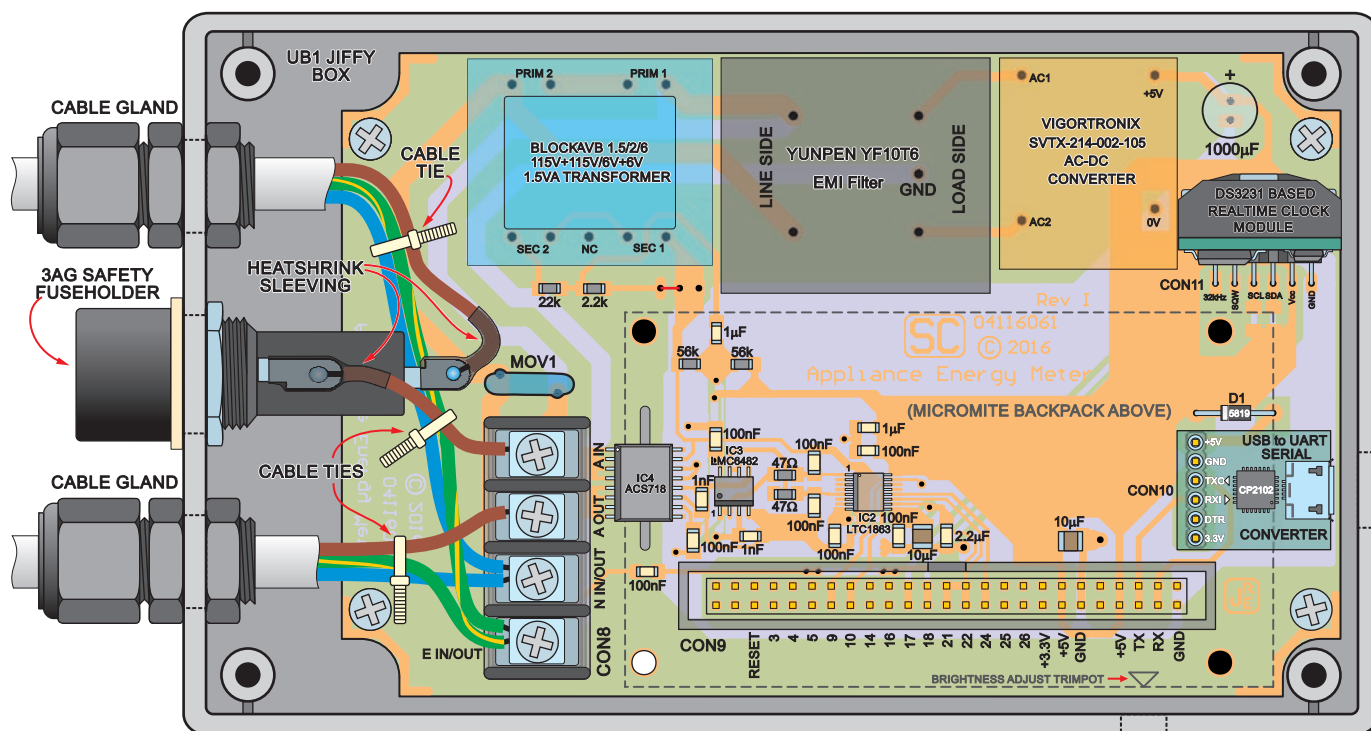 UB1 JIFFY
BOX
CABLE GLAND
CABLE
TIE
3AG SAFETY
FUSEHOLDER
HEATSHRINK
SLEEVING
CABLE TIES
CABLE GLAND
PRIM 2
PRIM 1
BLOCKAVB 1.5/2/6
115V+115V/6V+6V
1.5VA TRANSFORMER
SEC 2
NC
SEC 1
LINE SIDE
YUNPEN YF10T6
EMI Filter
GND
LOAD SIDE
AC1
+5V
VIGORTRONIX
SVTX-214-002-105
AC-DC
CONVERTER
AC2
0V
+
1000µF
DS3231 BASED
REALTIME CLOCK
MODULE
CON11
32kHz
SQW
SCL
SDA
Vcc
GND
22k
2.2k
MOV1
1µF
56k
56k
Rev I
SC
04116061
© 2016
Appliance Energy Meter
(MICROMITE BACKPACK ABOVE)
D1
5819
A IN
A OUT
N IN/OUT
E IN/OUT
CON8
IC4
ACS718
100nF
IC3
LMC6482
1nF
1
47Ω
47Ω
100nF
100nF
1µF
100nF
1
IC2
LTC1863
100nF
100nF
1nF
100nF
10µF
2.2µF
10µF
100nF
+5V
GND
TXO
RXI
DTR
3.3V
CON10
USB to UART
SERIAL
CP2102
CONVERTER
CON9
RESET
3
4
5
9
10
14
16
17
18
21
22
24
25
26
+3.3V
+5V
GND
+5V
TX
RX
GND
BRIGHTNESS ADJUST TRIMPOT